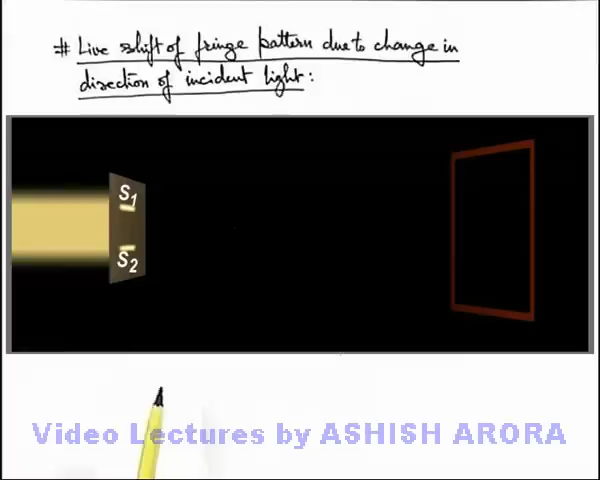 # Live shift of fringe pattern due to change in
direction of incident light :
S1
S2
Video Lectures by ASHISH ARORA